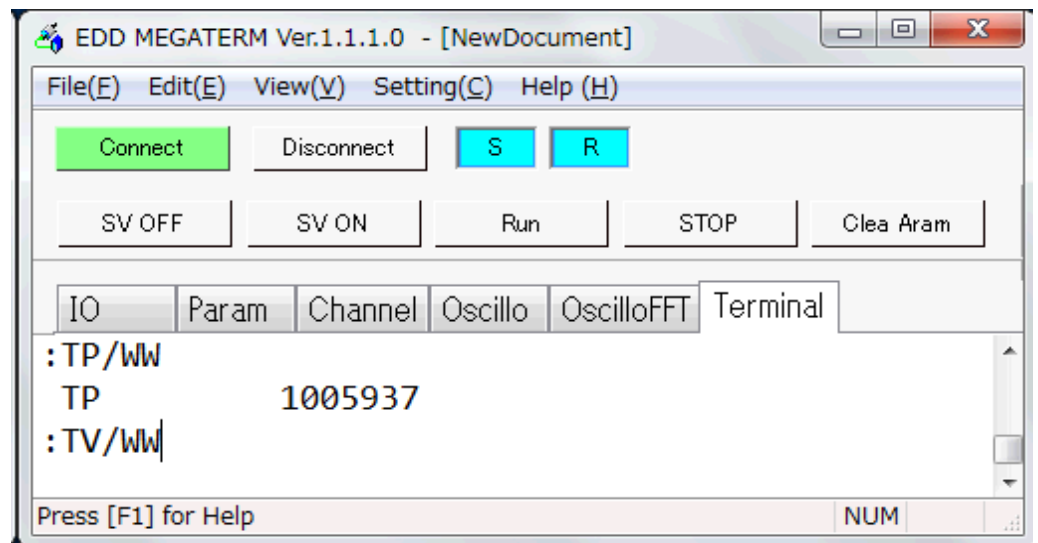 EDD MEGATERM Ver.1.1.1.0 - [NewDocument]
File(F) Edit(E) View(V) Setting(C) Help (H)
Connect Disconnect S R
SV OFF SV ON Run STOP Clea Aram
IO Param Channel Oscillo OscilloFFT Terminal
:TP/WW
TP 1005937
:TV/WW
Press [F1] for Help NUM